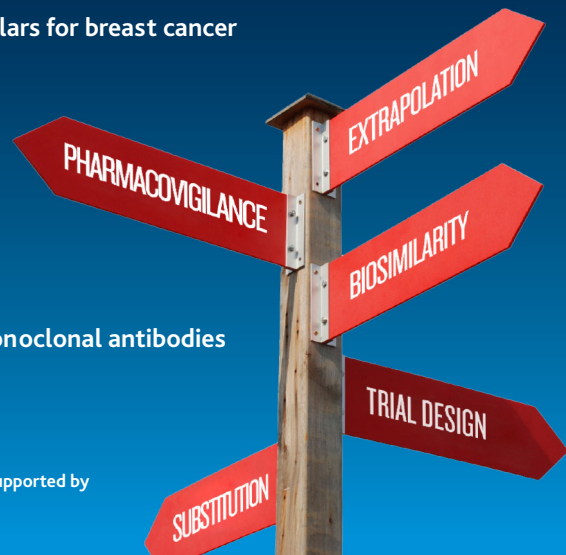 lars for breast cancer
EXTRAPOLATION
PHARMACOVIGILANCE
BIOSIMILARITY
onoclonal antibodies
TRIAL DESIGN
upported by
SUBSTITUTION